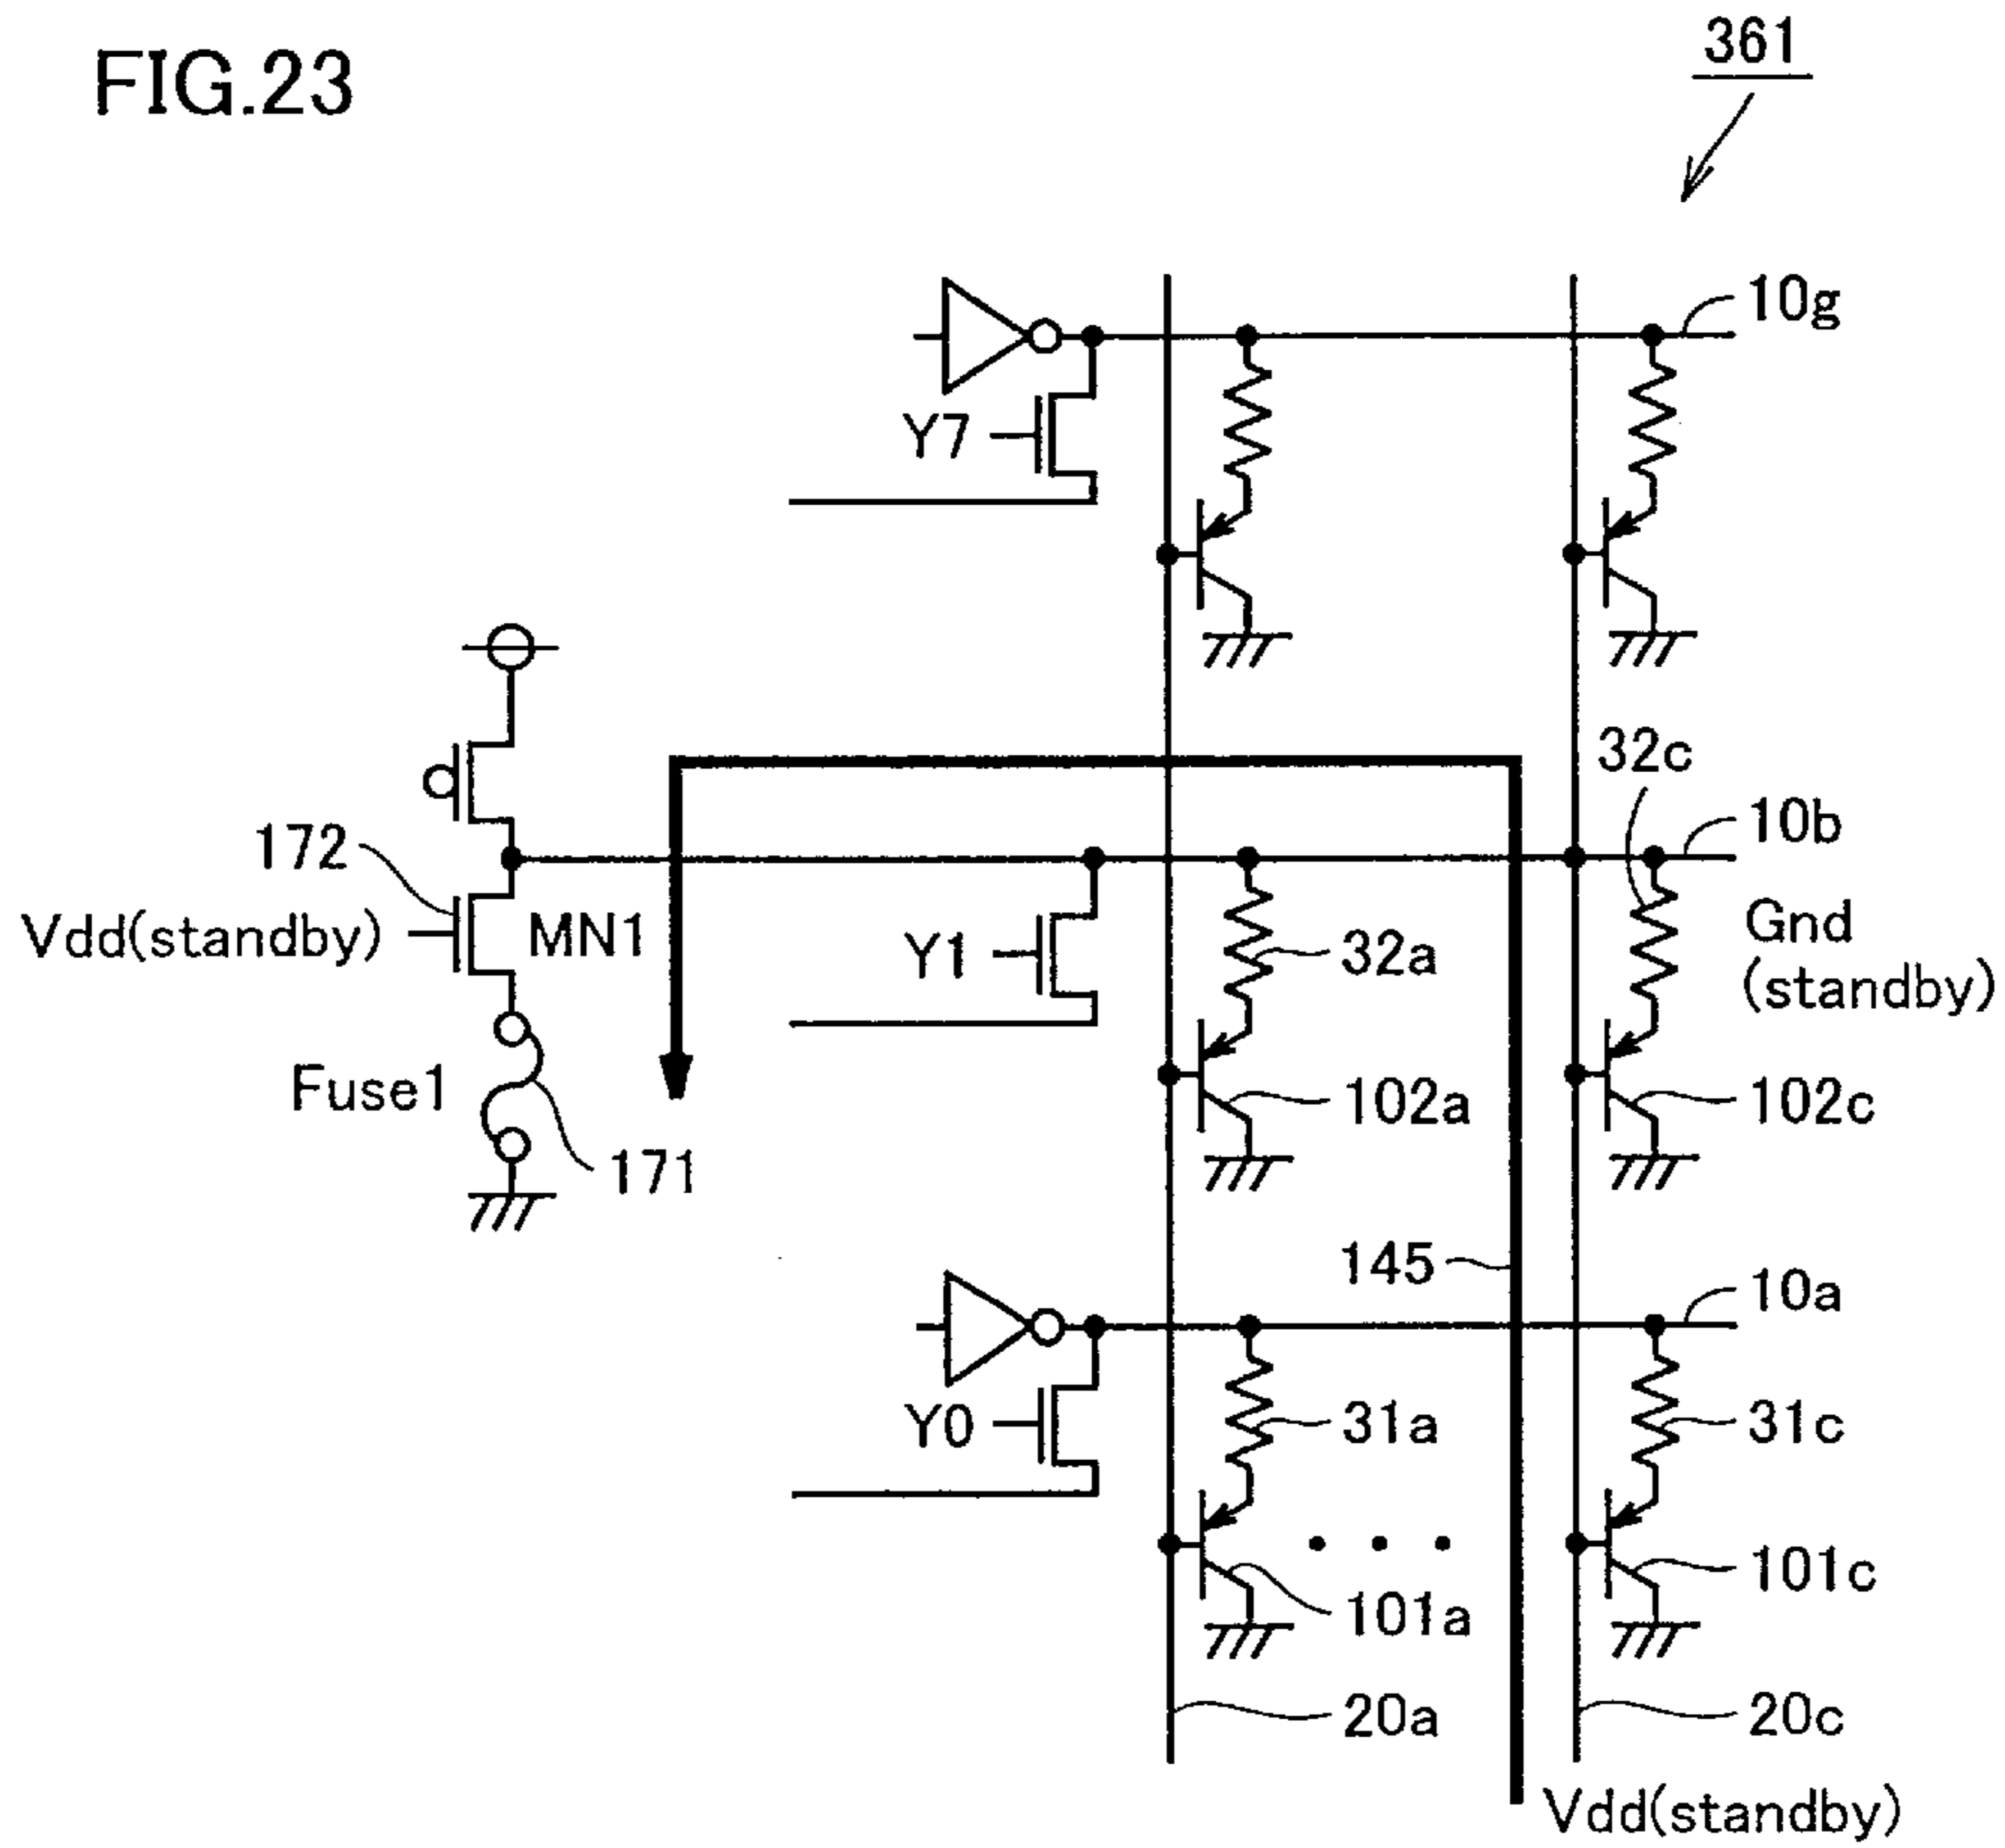 FIG.23
361
10g
Y7
32c
10b
172
Vdd(standby)
MN1
Y1
32a
Gnd
(standby)
Fuse1
102a
102c
171
145
10a
Y0
31a
31c
101a
101c
20a
20c
Vdd(standby)